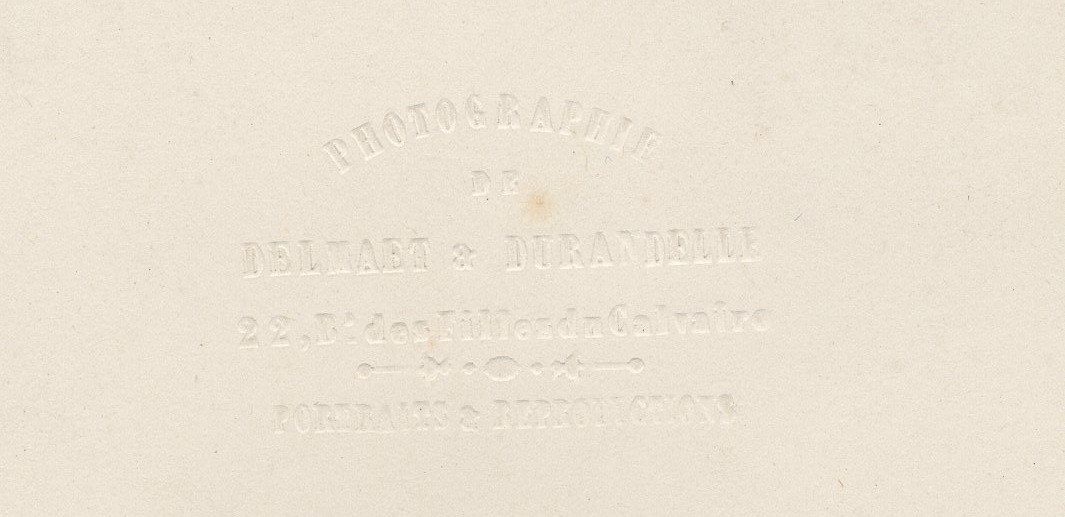 PHOTOGRAPHIE
DE
DELMAET & DURANDELLE
22, Bd. des Filles du Calvaire
PORTRAITS & REPRODUCTIONS